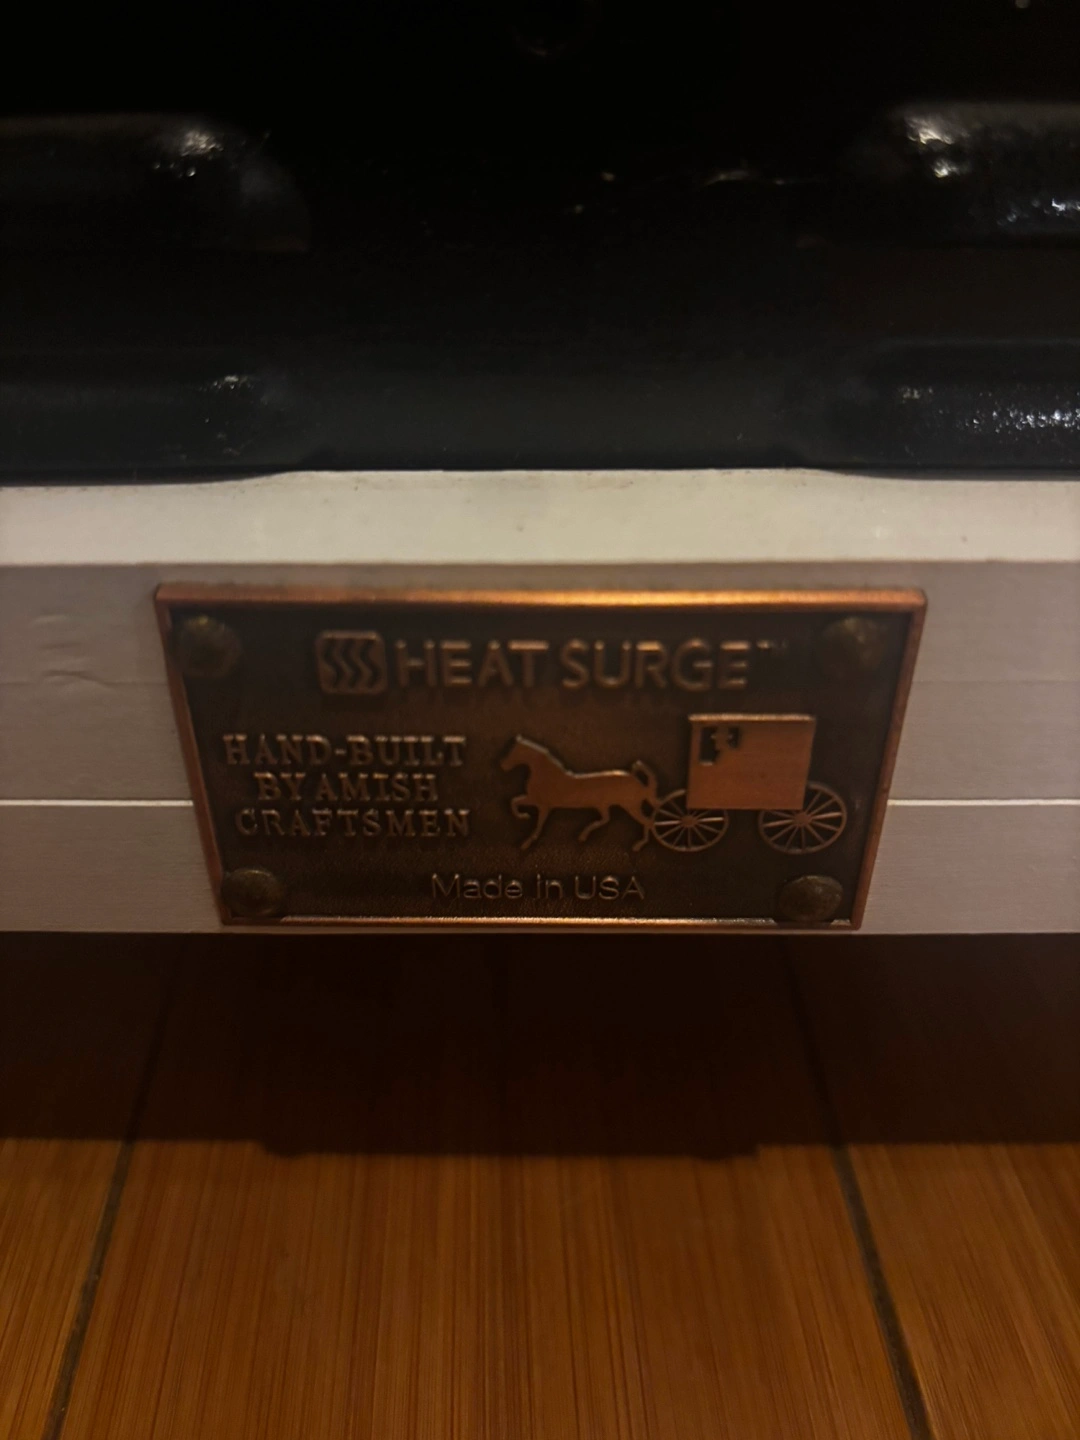 HEAT SURGE™
HAND-BUILT
BY AMISH
CRAFTSMEN
Made in USA